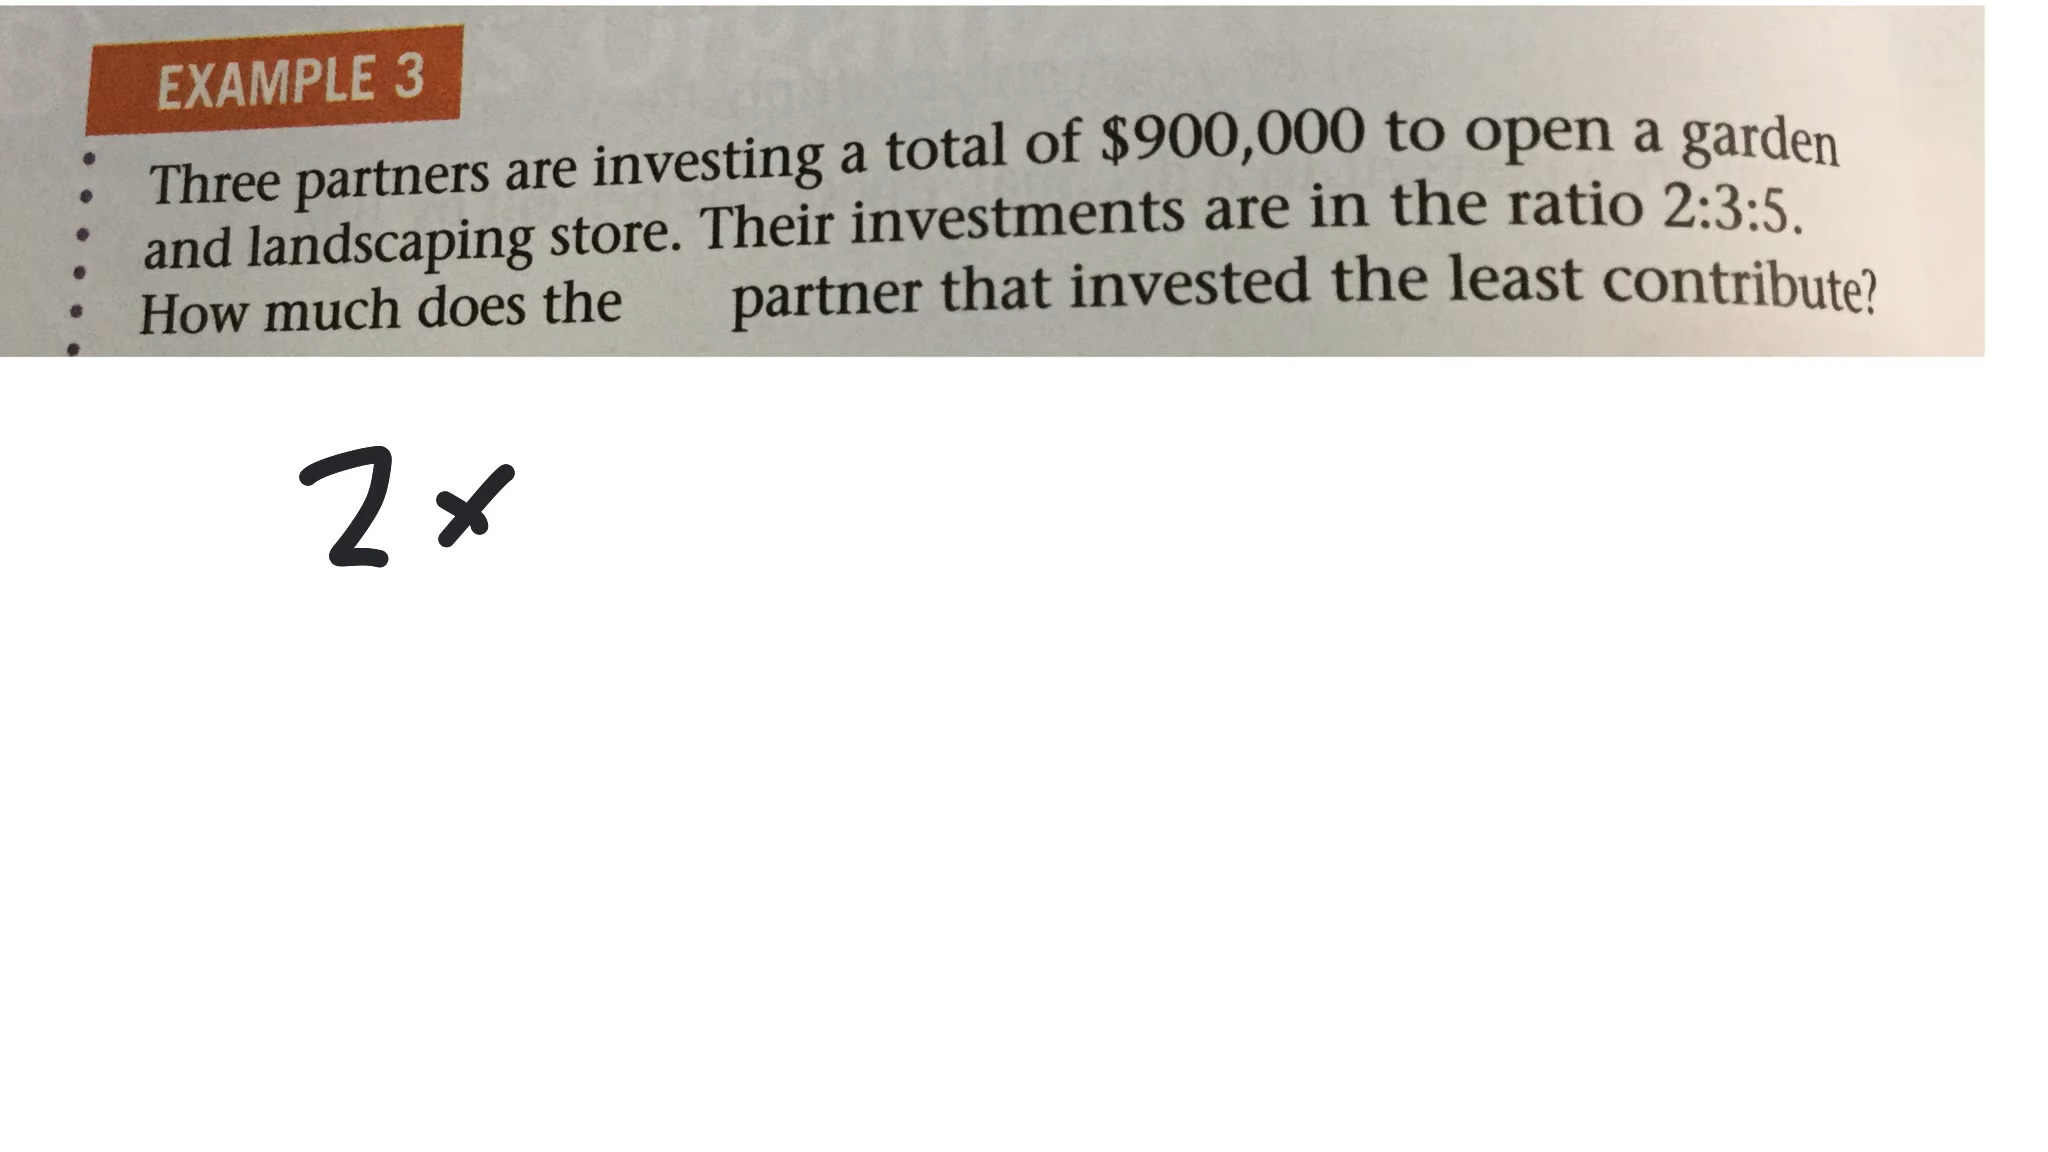 EXAMPLE 3
Three partners are investing a total of $900,000 to open a garden
and landscaping store. Their investments are in the ratio 2:3:5.
How much does the partner that invested the least contribute?
2x